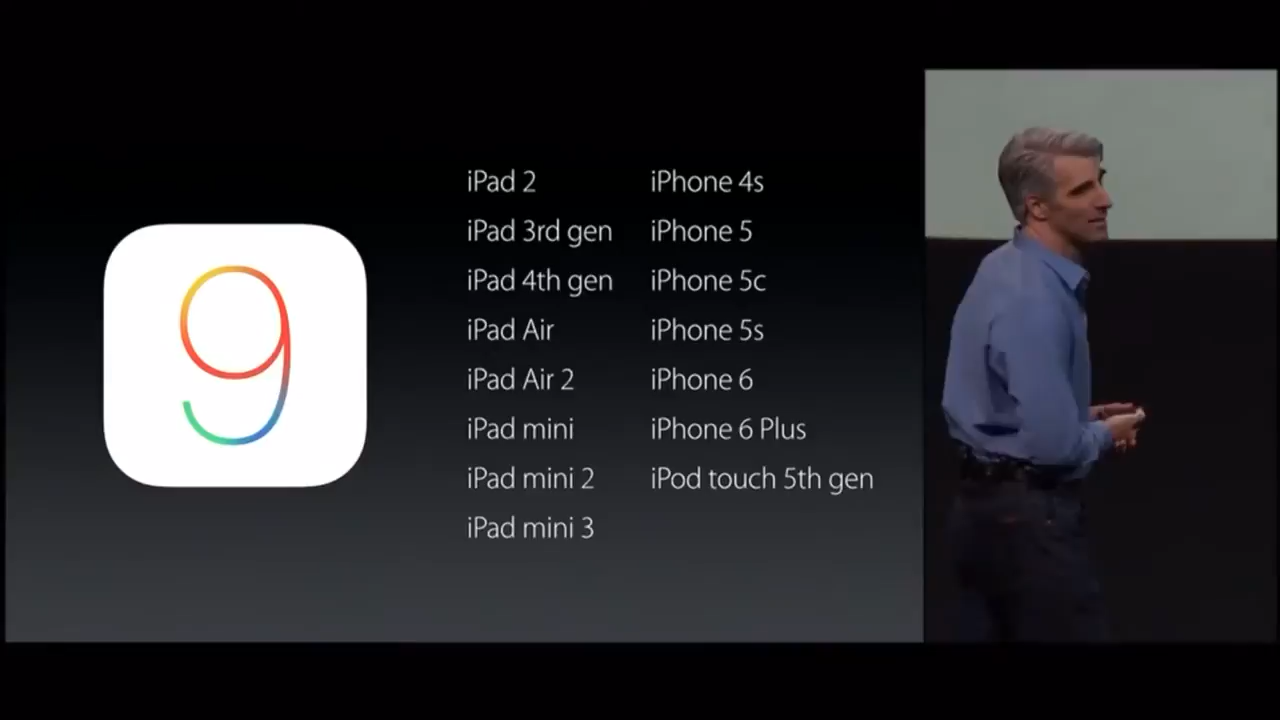 9
iPad 2
iPad 3rd gen
iPad 4th gen
iPad Air
iPad Air 2
iPad mini
iPad mini 2
iPad mini 3
iPhone 4s
iPhone 5
iPhone 5c
iPhone 5s
iPhone 6
iPhone 6 Plus
iPod touch 5th gen